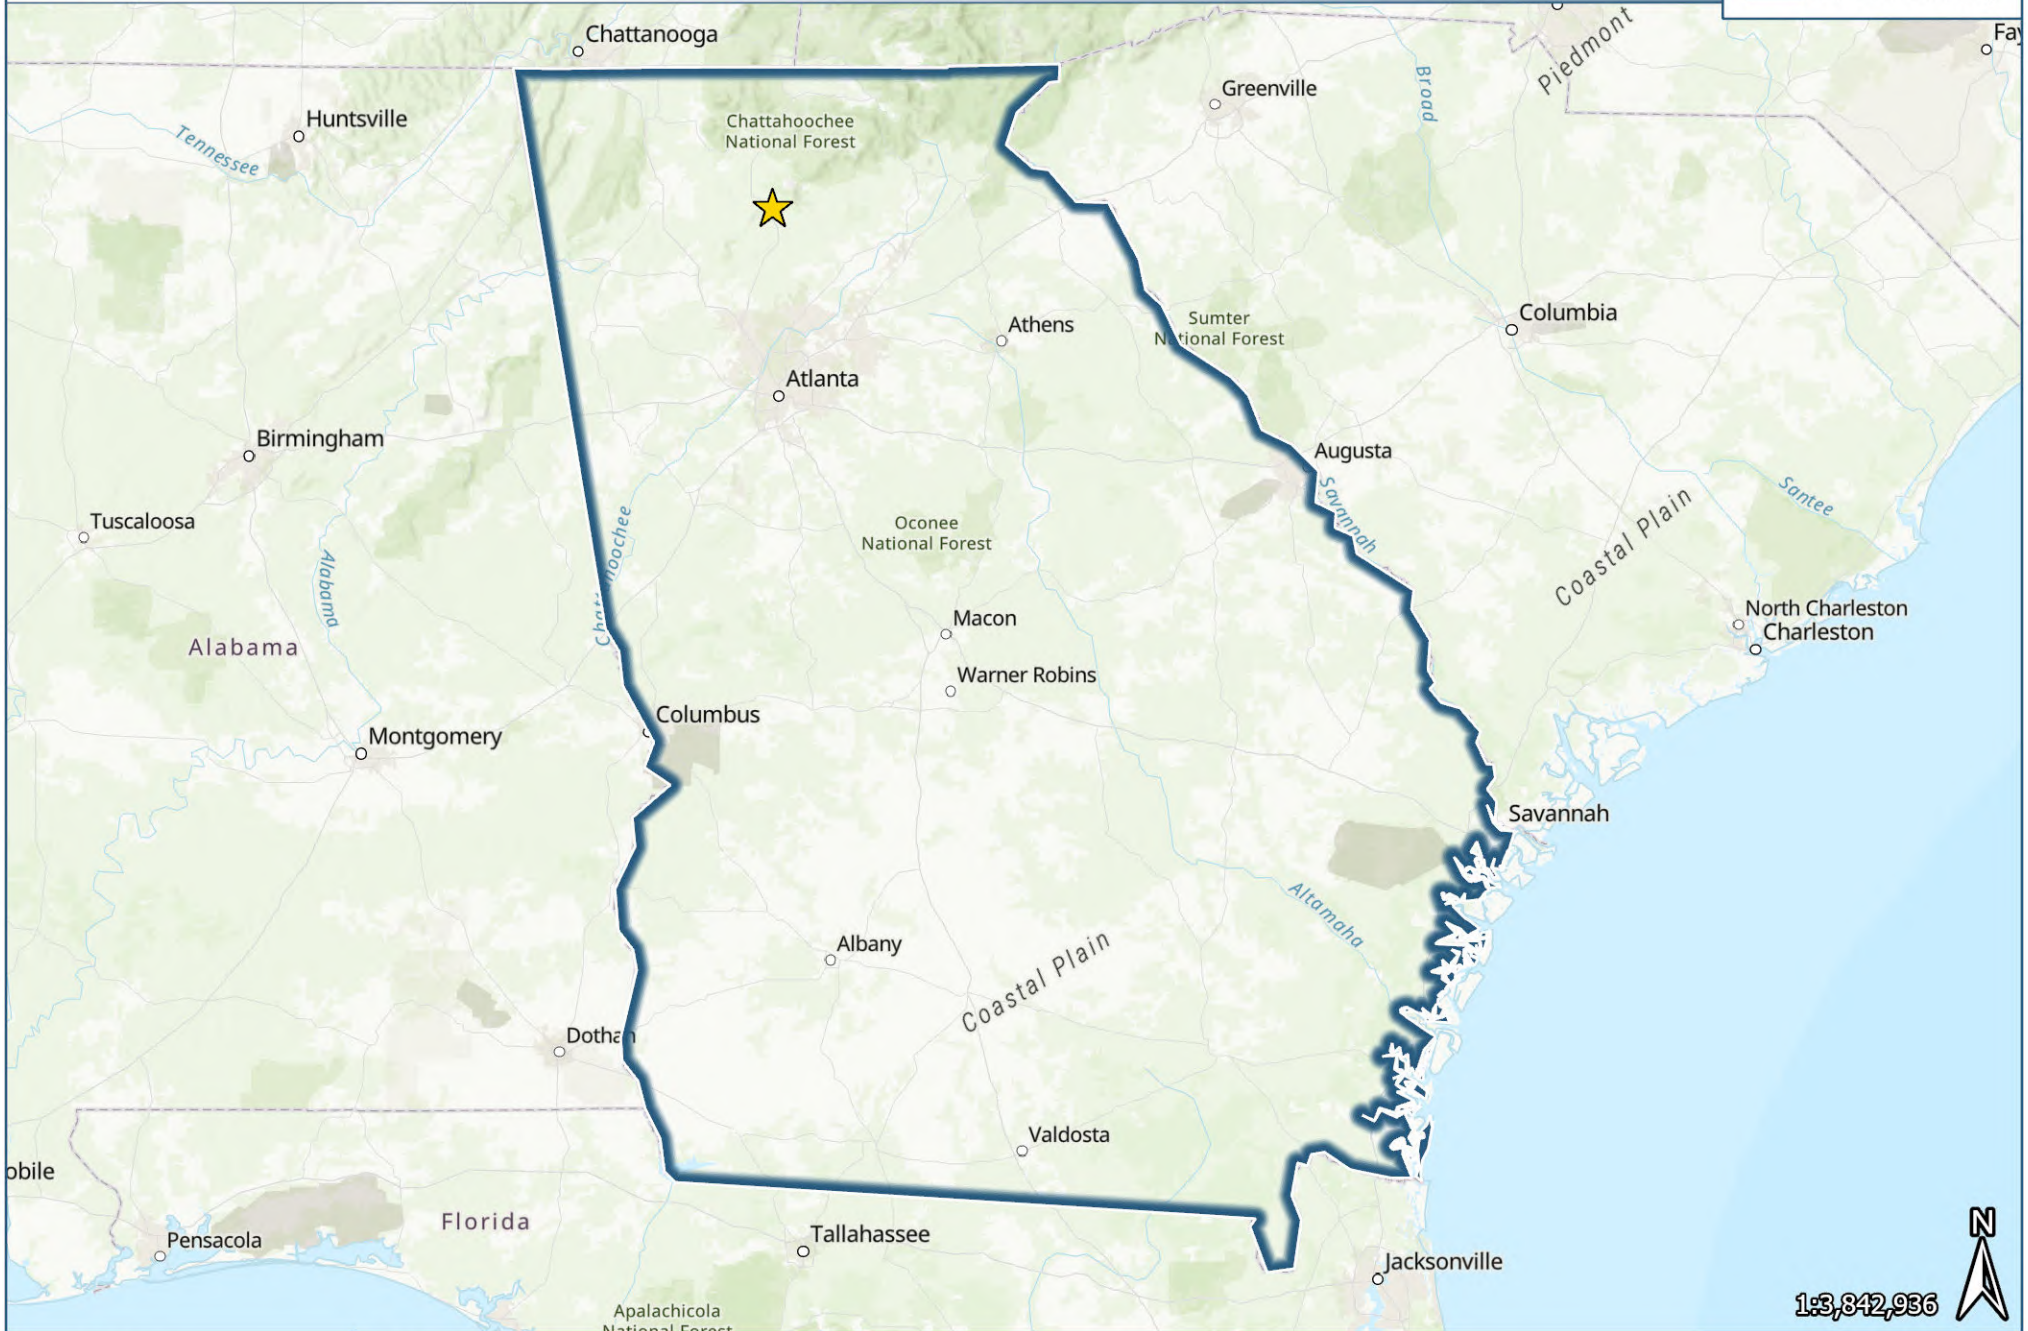 Chattanooga
Piedmont
Broad
Greenville
Huntsville
Tennessee
Chattahoochee
National Forest
Sumter
National Forest
Columbia
Athens
Atlanta
Birmingham
Augusta
Savannah
Santee
Coastal Plain
Tuscaloosa
Alabama
Chattahoochee
Oconee
National Forest
Macon
North Charleston
Charleston
Alabama
Warner Robins
Columbus
Montgomery
Savannah
Altamaha
Albany
Coastal Plain
Dothan
Valdosta
obile
Florida
Pensacola
Tallahassee
Jacksonville
N
1:3,842,936
Apalachicola
National Forest
Fay